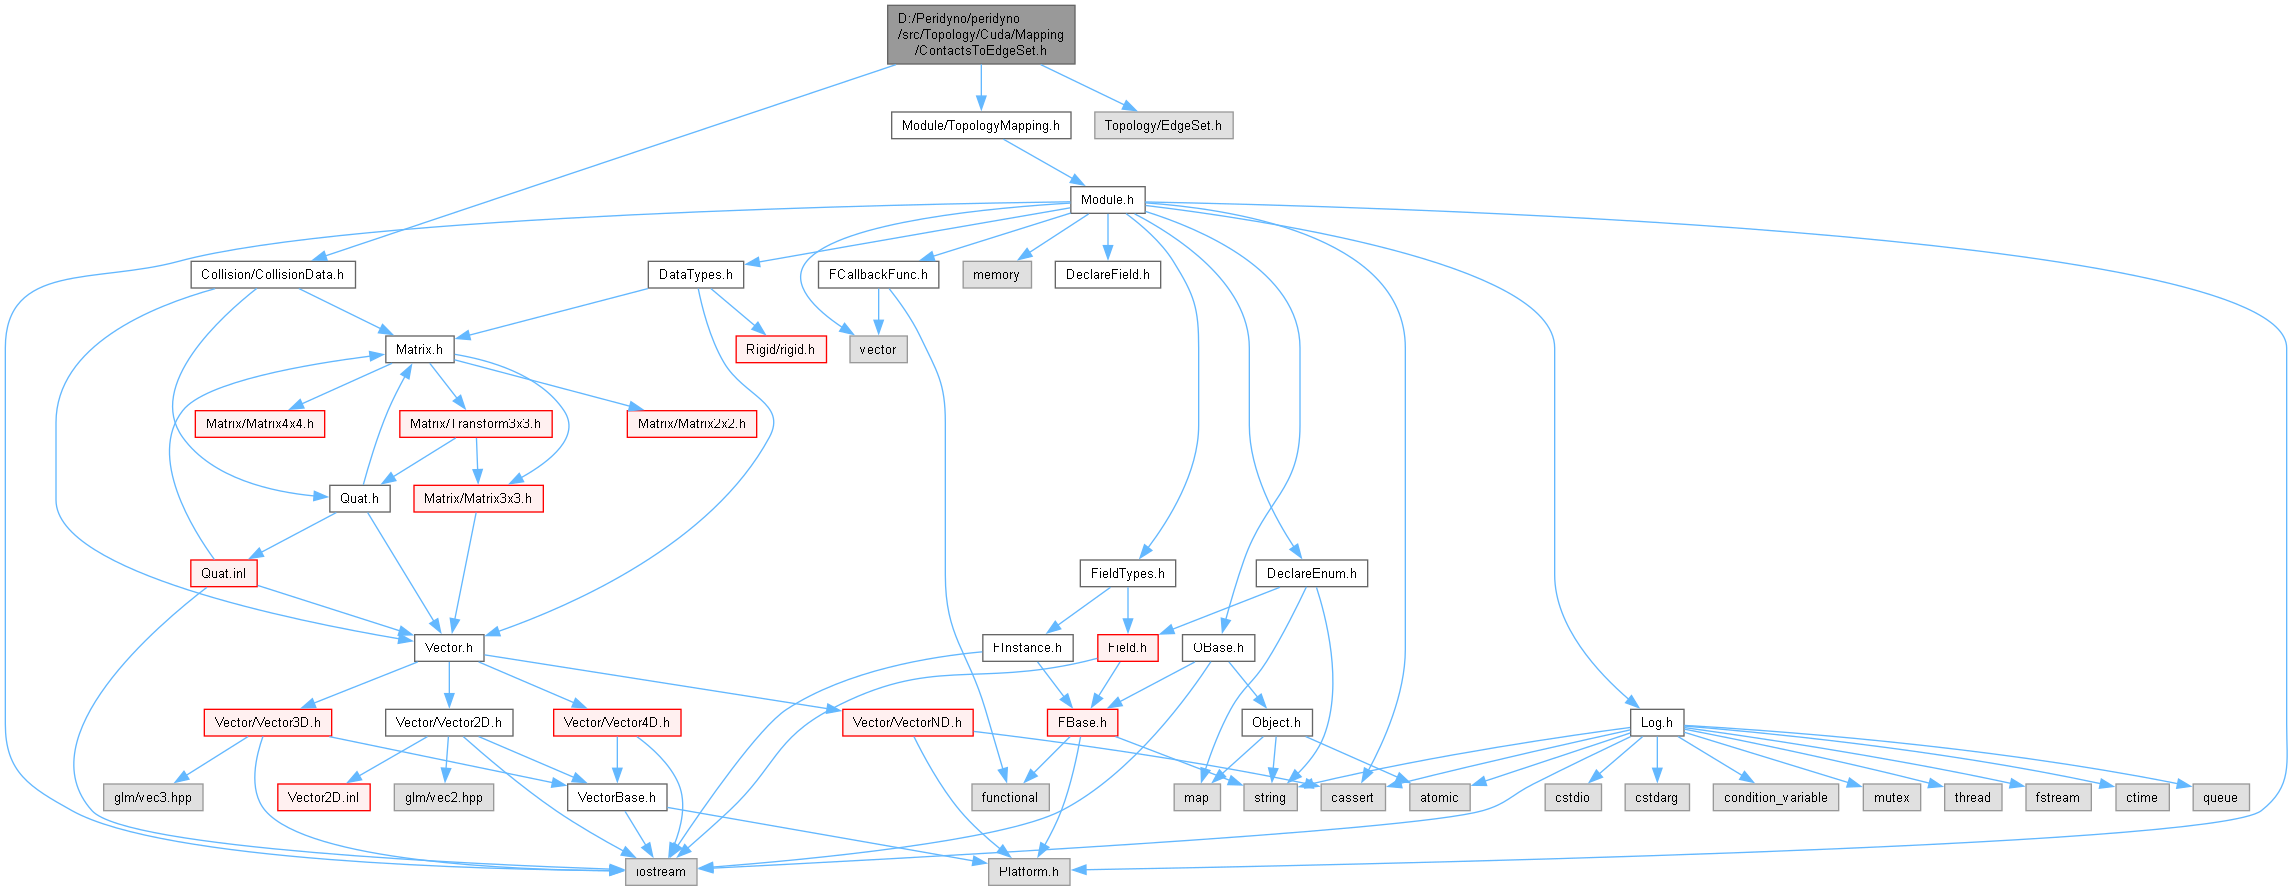 D:/Peridyno/peridyno
/src/Topology/Cuda/Mapping
/ContactsToEdgeSet.h
Module/TopologyMapping.h
Topology/EdgeSet.h
Module.h
Collision/CollisionData.h
DataTypes.h
FCallbackFunc.h
memory
DeclareField.h
Matrix.h
Rigid/rigid.h
vector
Matrix/Matrix4x4.h
Matrix/Transform3x3.h
Matrix/Matrix2x2.h
Quat.h
Matrix/Matrix3x3.h
Quat.inl
FieldTypes.h
DeclareEnum.h
Vector.h
FInstance.h
Field.h
OBase.h
Vector/Vector3D.h
Vector/Vector2D.h
Vector/Vector4D.h
Vector/VectorND.h
FBase.h
Object.h
Log.h
glm/vec3.hpp
Vector2D.inl
glm/vec2.hpp
VectorBase.h
functional
map
string
cassert
atomic
cstdio
cstdarg
condition_variable
mutex
thread
fstream
ctime
queue
iostream
Platform.h